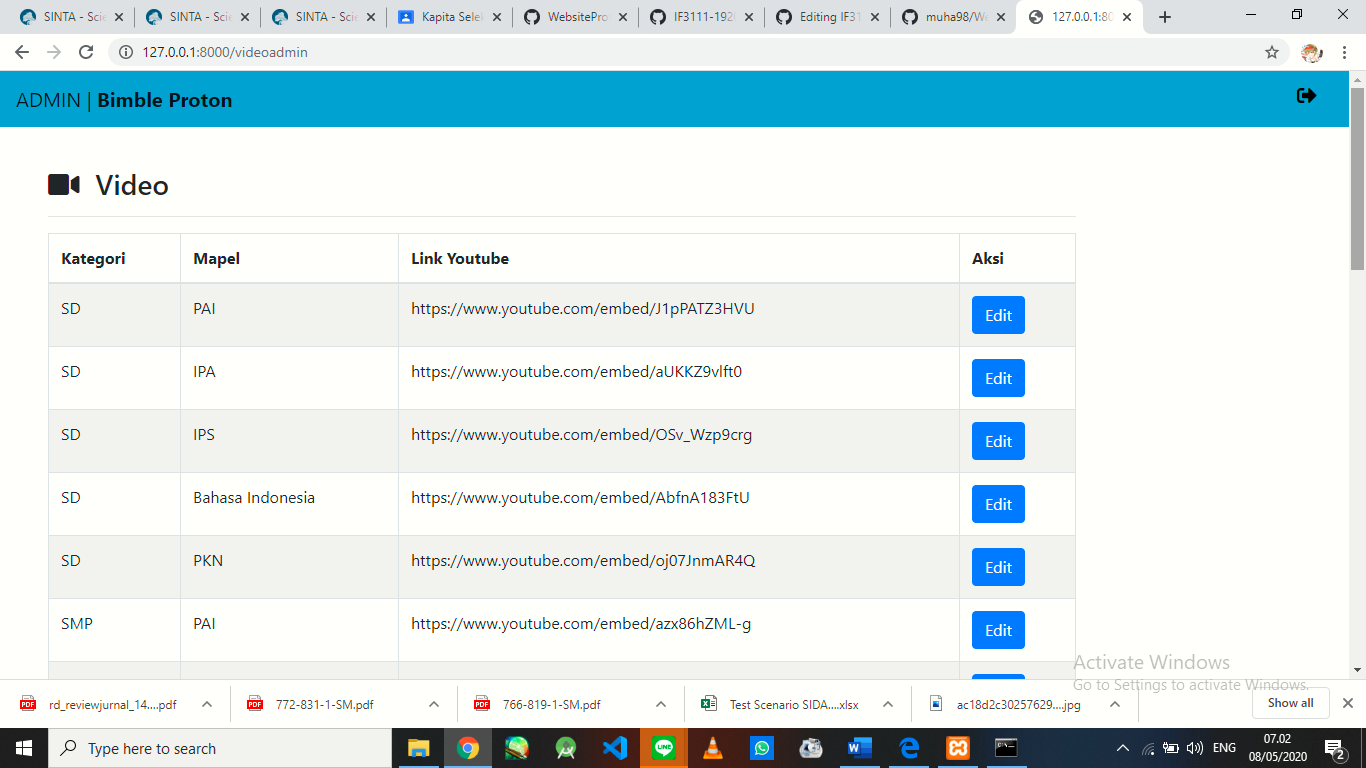 SINTA - Scie
SINTA - Scie
SINTA - Scie
Kapita Selek
WebsitePro
IF3111-192
Editing IF31
muha98/We
127.0.0.1:80
127.0.0.1:8000/videoadmin
ADMIN | Bimble Proton
Video
Kategori Mapel Link Youtube Aksi
SD PAI https://www.youtube.com/embed/J1pPATZ3HVU Edit
SD IPA https://www.youtube.com/embed/aUKKZ9vlft0 Edit
SD IPS https://www.youtube.com/embed/OSv_Wzp9crg Edit
SD Bahasa Indonesia https://www.youtube.com/embed/AbfnA183FtU Edit
SD PKN https://www.youtube.com/embed/oj07JnmAR4Q Edit
SMP PAI https://www.youtube.com/embed/azx86hZML-g Edit
Activate Windows
Go to Settings to activate Windows.
rd_reviewjurnal_14....pdf
772-831-1-SM.pdf
766-819-1-SM.pdf
Test Scenario SIDA....xlsx
ac18d2c30257629....jpg
Show all
Type here to search
ENG
07.02
08/05/2020
2